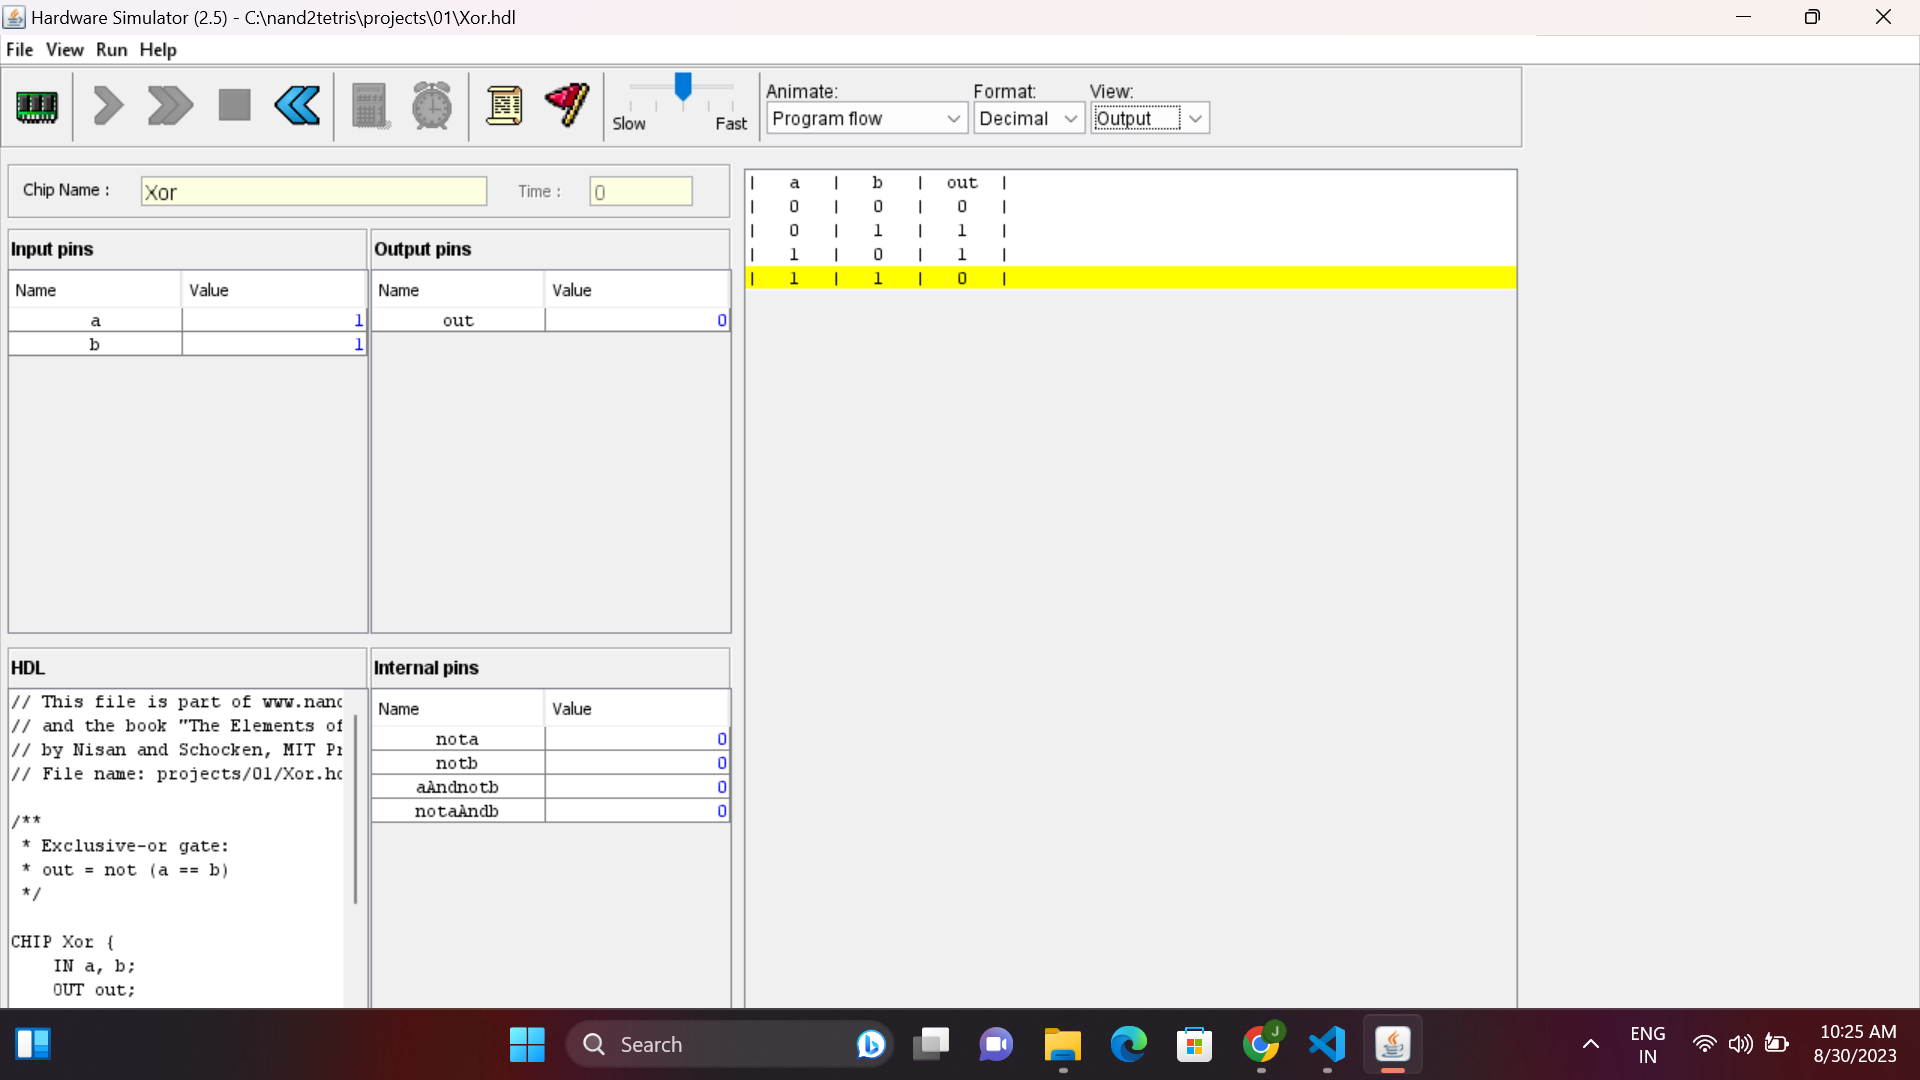 Hardware Simulator (2.5) - C:\nand2tetris\projects\01\Xor.hdl
File View Run Help
Slow Fast
Animate: Format: View:
Program flow Decimal Output
Chip Name : Xor Time : 0
Input pins
Name Value
a 1
b 1
Output pins
Name Value
out 0
| a | b | out |
| 0 | 0 | 0 |
| 0 | 1 | 1 |
| 1 | 0 | 1 |
| 1 | 1 | 0 |
HDL
// This file is part of www.nand
// and the book "The Elements of
// by Nisan and Schocken, MIT Pr
// File name: projects/01/Xor.hd
/**
* Exclusive-or gate:
* out = not (a == b)
*/
CHIP Xor {
IN a, b;
OUT out;
Internal pins
Name Value
nota 0
notb 0
aAndnotb 0
notaAndb 0
Search
J
ENG
IN
10:25 AM
8/30/2023